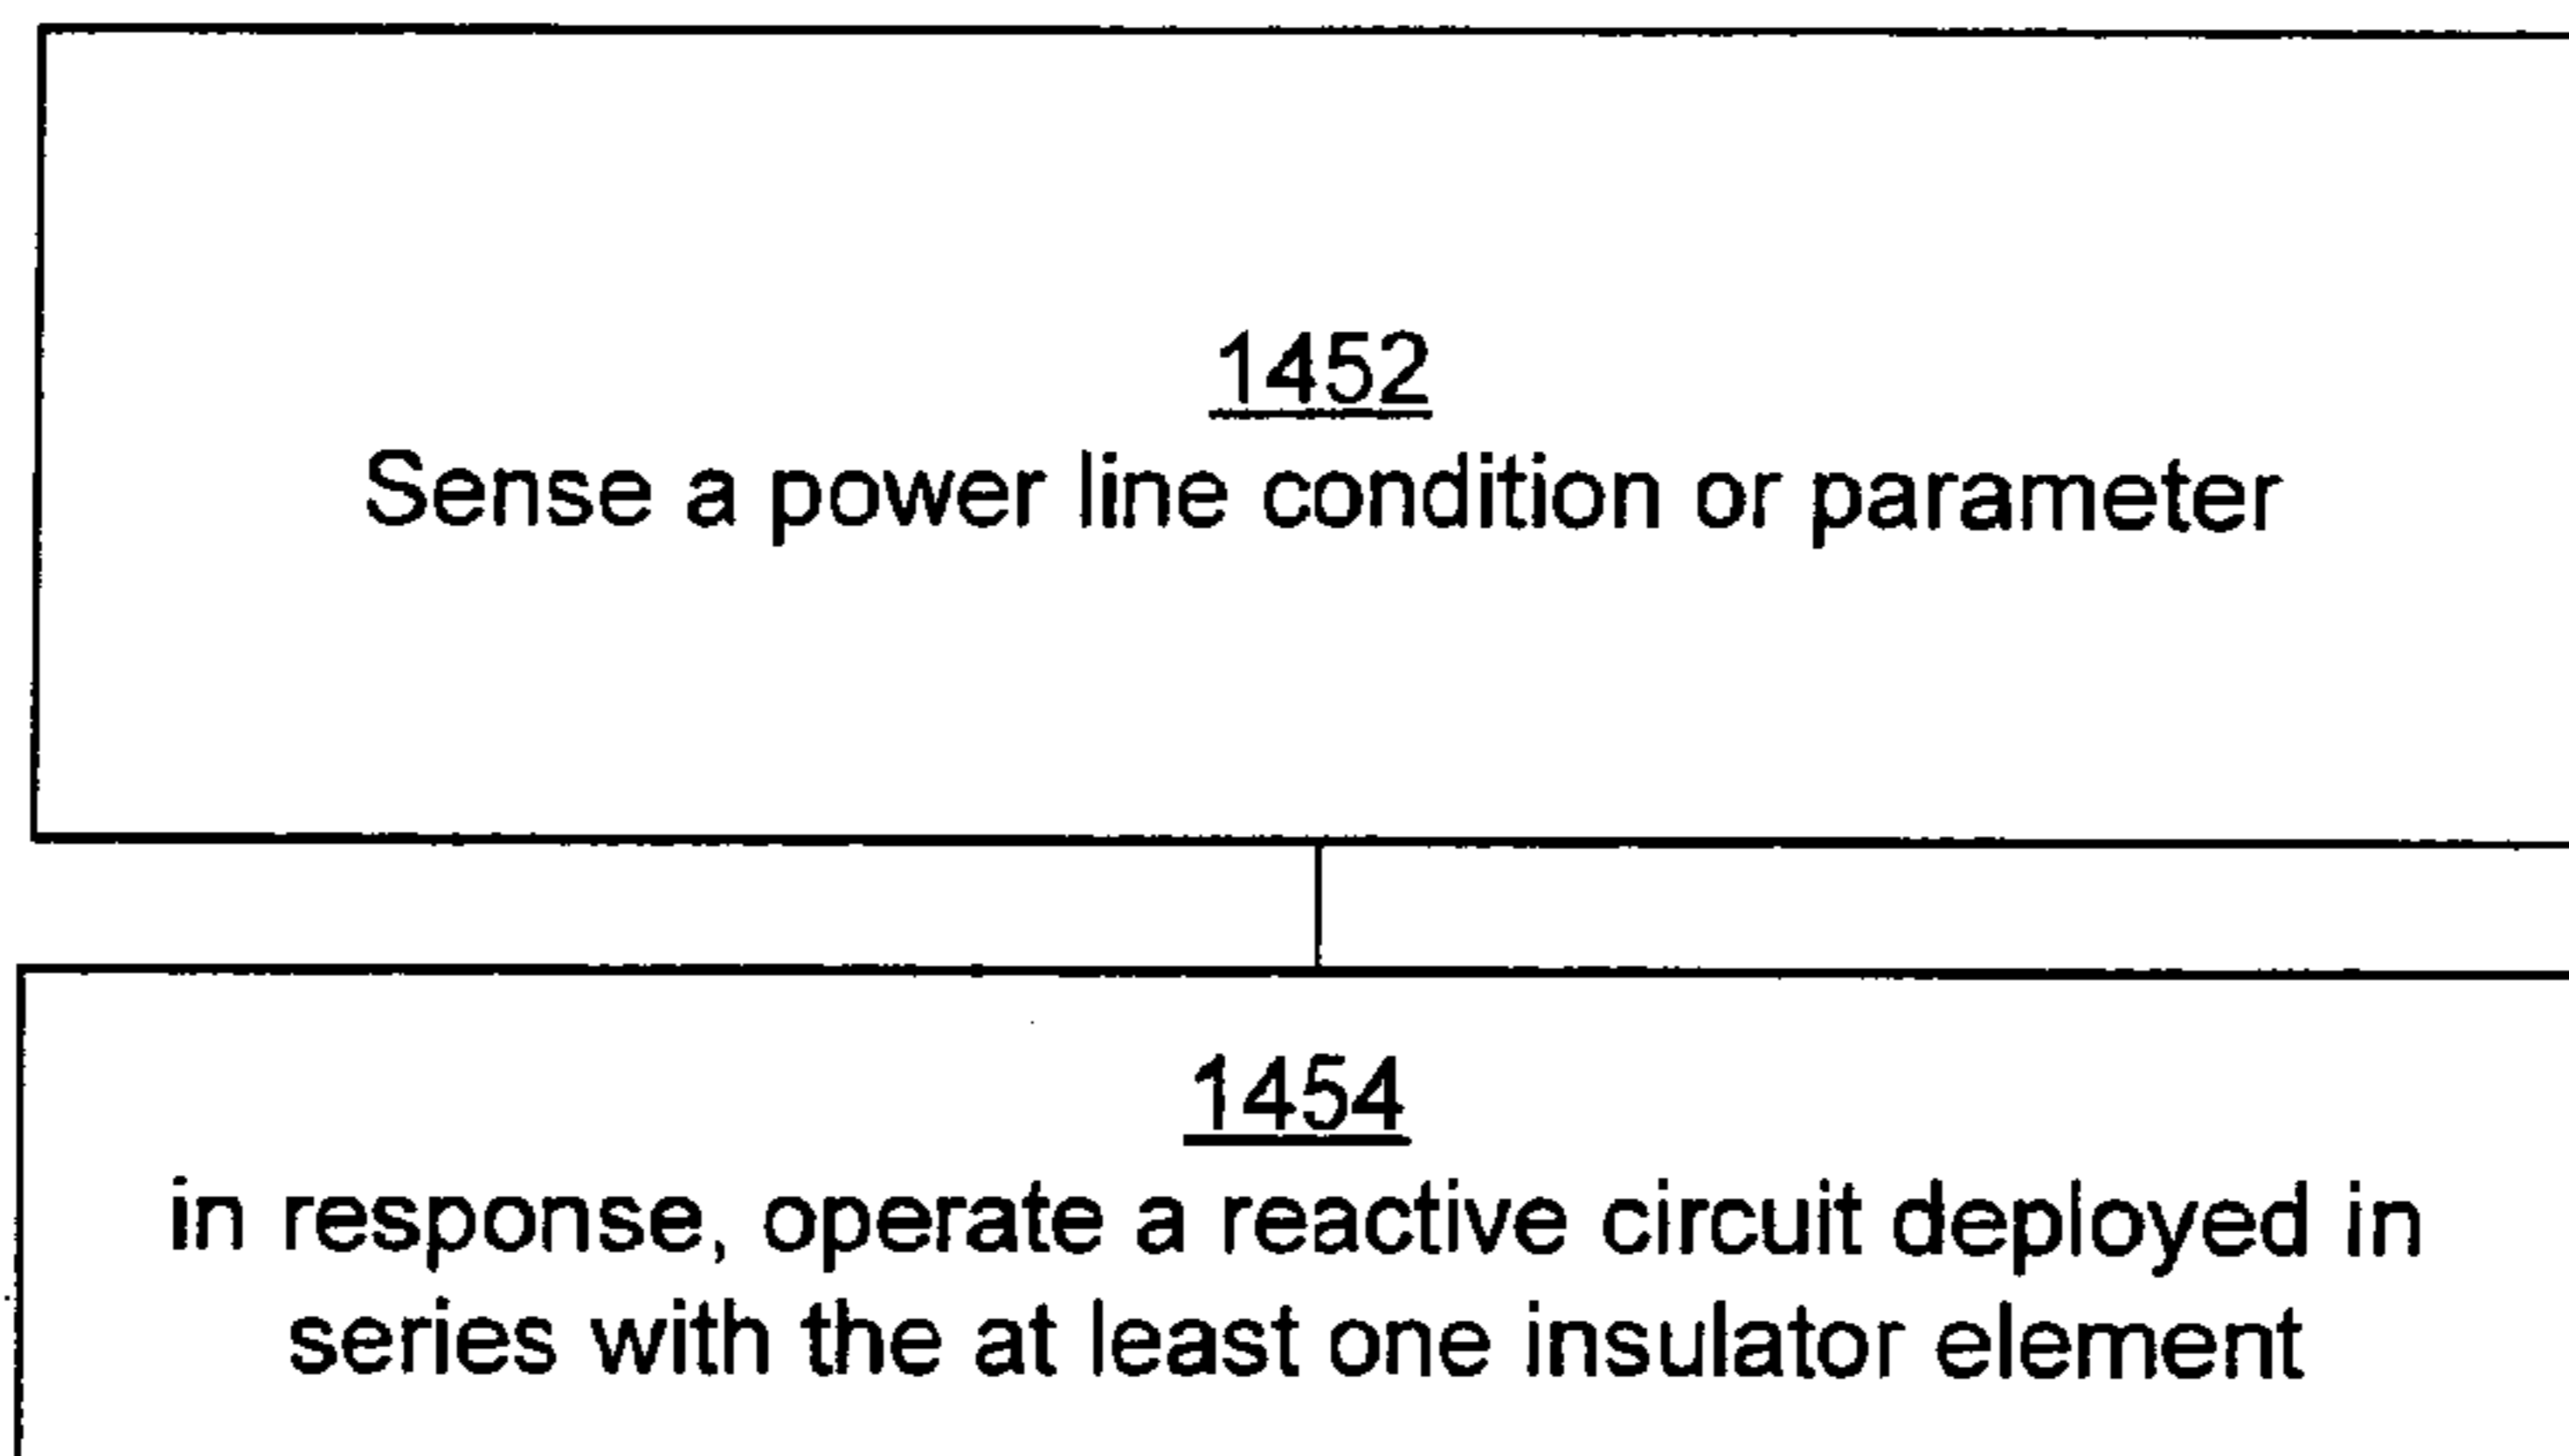 1452
Sense a power line condition or parameter
1454
in response, operate a reactive circuit deployed in
series with the at least one insulator element